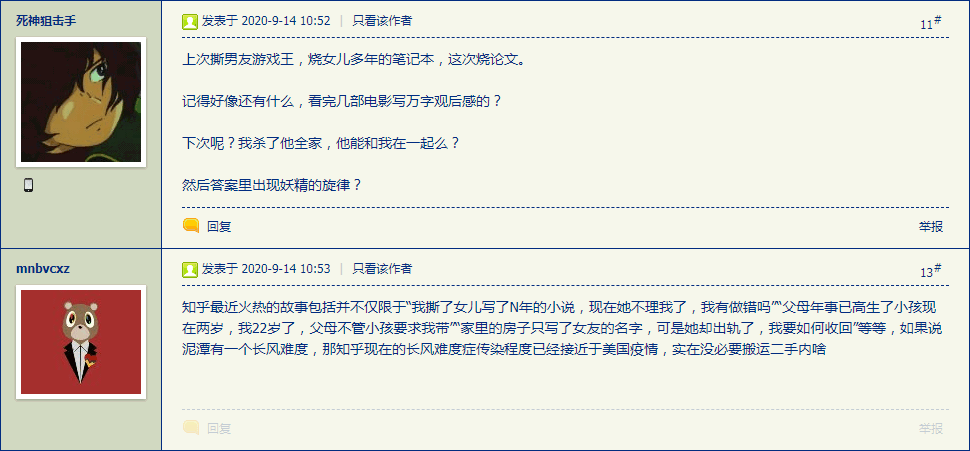 死神狙击手
发表于 2020-9-14 10:52 | 只看该作者
11#
上次撕男友游戏王，烧女儿多年的笔记本，这次烧论文。
记得好像还有什么，看完几部电影写万字观后感的？
下次呢？我杀了他全家，他能和我在一起么？
然后答案里出现妖精的旋律？
回复
举报
mnbvcxz
发表于 2020-9-14 10:53 | 只看该作者
13#
知乎最近火热的故事包括并不仅限于“我撕了女儿写了N年的小说，现在她不理我了，我有做错吗”“父母年事已高生了小孩现
在两岁，我22岁了，父母不管小孩要求我带”“家里的房子只写了女友的名字，可是她却出轨了，我要如何收回”等等，如果说
泥潭有一个长风难度，那知乎现在的长风难度症传染程度已经接近于美国疫情，实在没必要搬运二手内啥
回复
举报